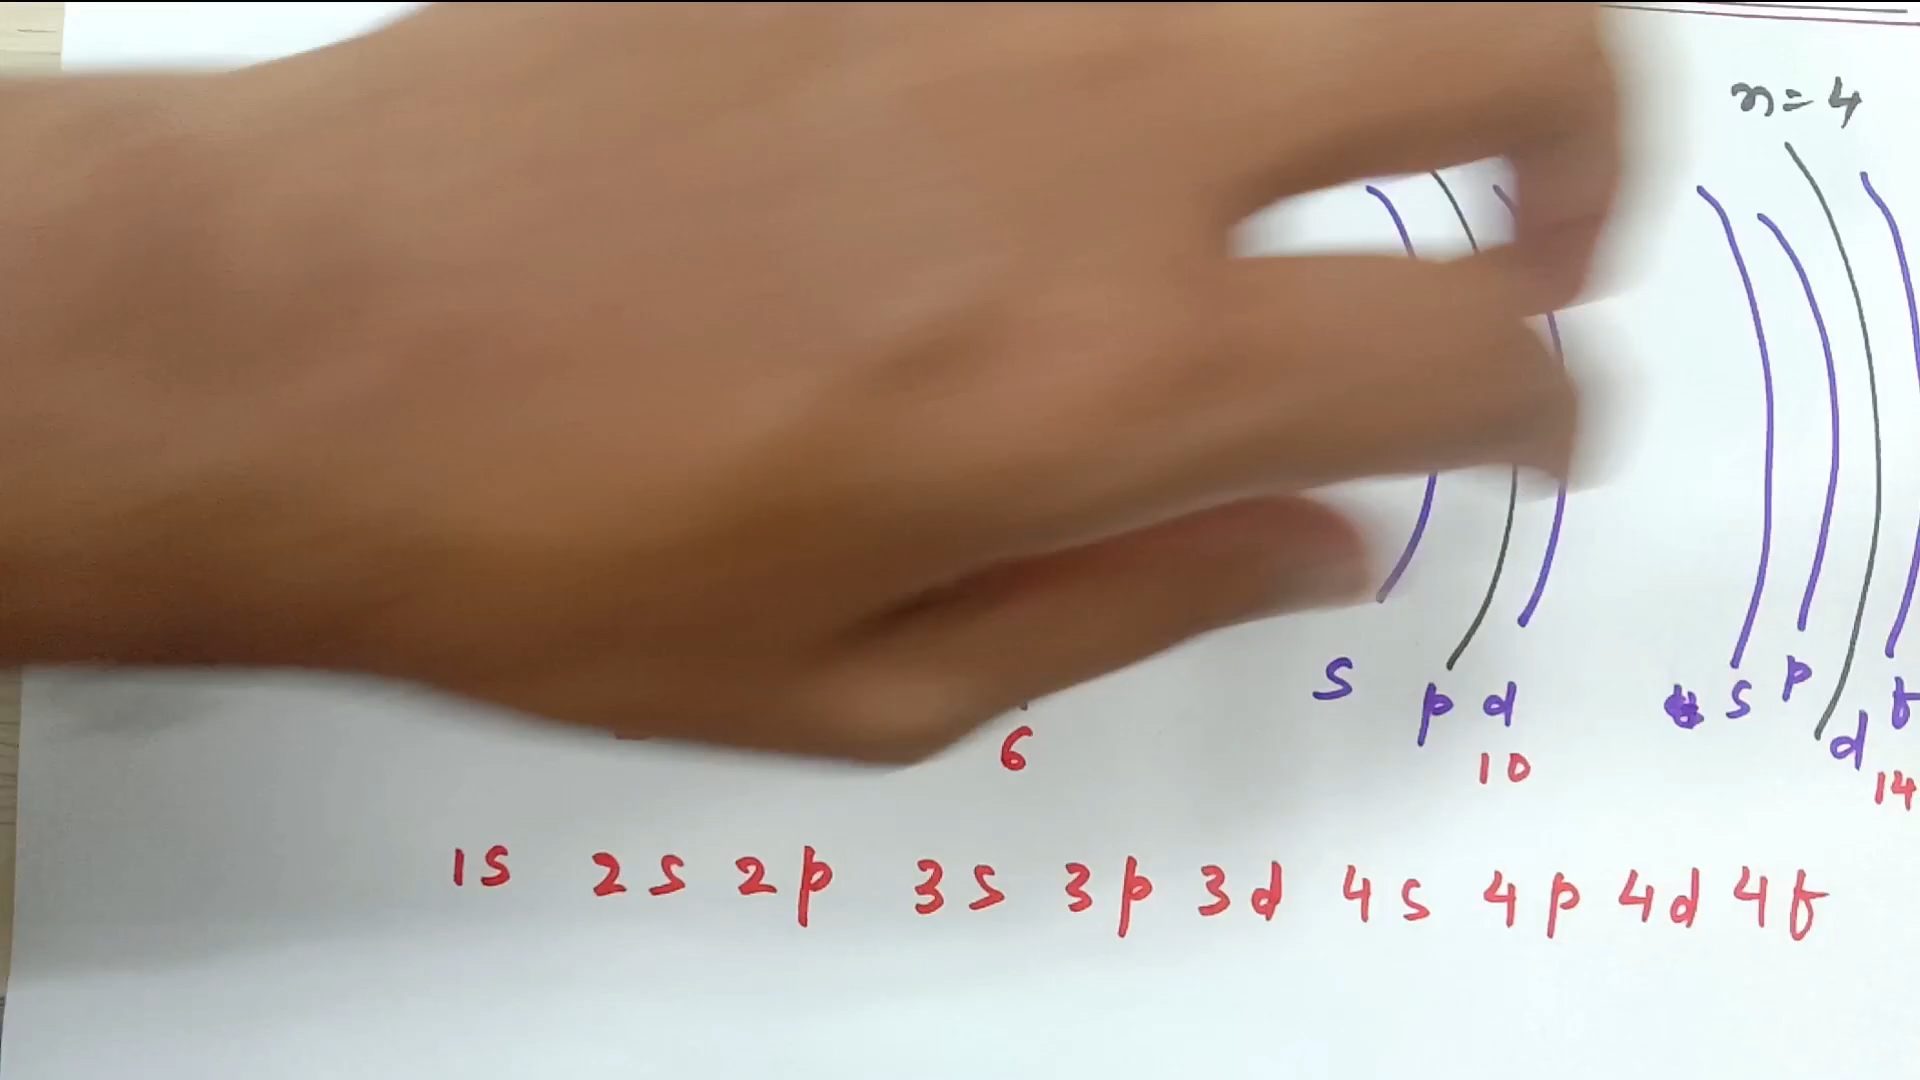 n=4
s p d s p d f
6 10 14
1s 2s 2p 3s 3p 3d 4s 4p 4d 4f